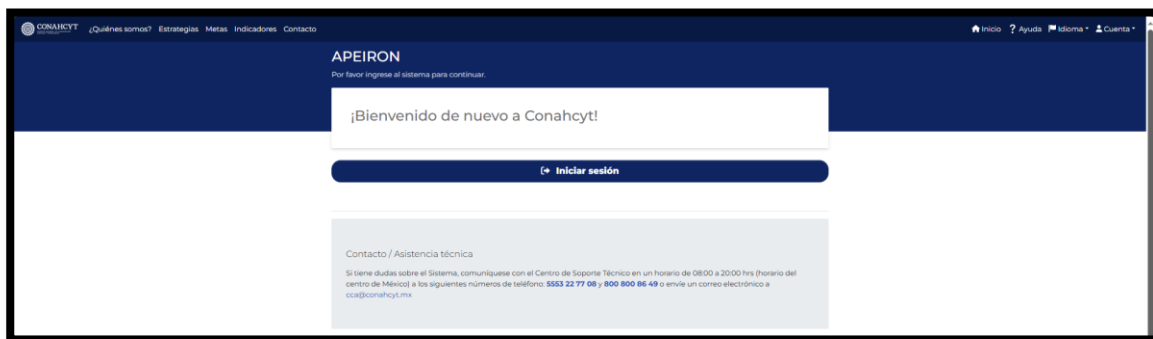 CONAHCYT ¿Quiénes somos? Estrategias Metas Indicadores Contacto Inicio ? Ayuda Idioma Cuenta
APEIRON
Por favor ingrese al sistema para continuar.
¡Bienvenido de nuevo a Conahcyt!
Iniciar sesión
Contacto / Asistencia técnica
Si tiene dudas sobre el Sistema, comuníquese con el Centro de Soporte Técnico en un horario de 08:00 a 20:00 hrs (horario del
centro de México) a los siguientes números de teléfono: 5553 22 77 08 y 800 800 86 49 o envíe un correo electrónico a
cca@conahcyt.mx